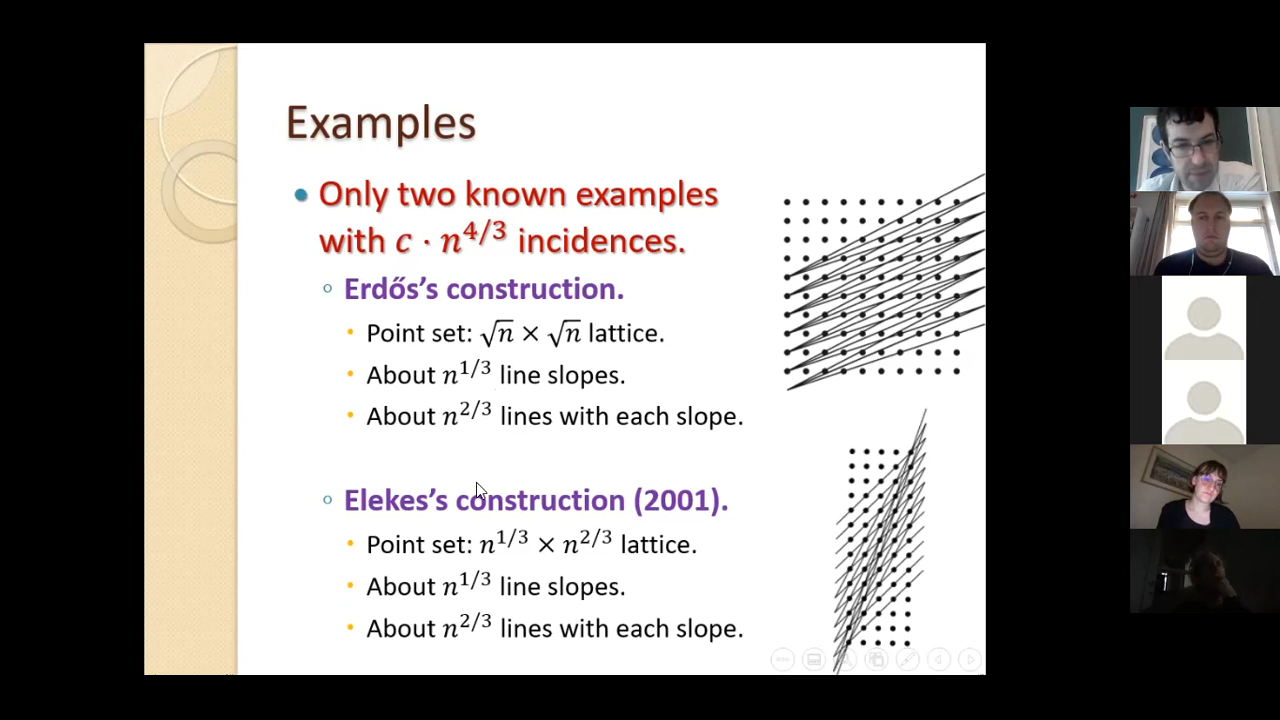 Examples
Only two known examples
with c · n^{4/3} incidences.
Erdős's construction.
Point set: √n × √n lattice.
About n^{1/3} line slopes.
About n^{2/3} lines with each slope.
Elekes's construction (2001).
Point set: n^{1/3} × n^{2/3} lattice.
About n^{1/3} line slopes.
About n^{2/3} lines with each slope.